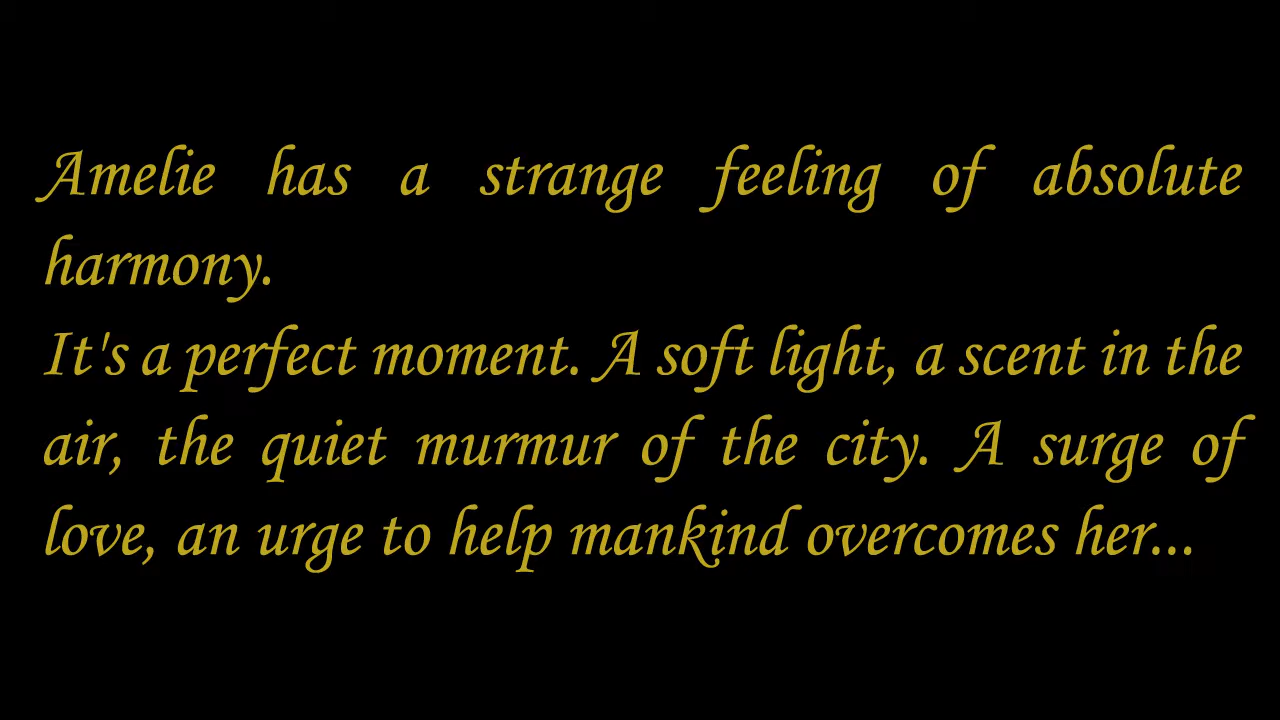 Amelie has a strange feeling of absolute
harmony.
It's a perfect moment. A soft light, a scent in the
air, the quiet murmur of the city. A surge of
love, an urge to help mankind overcomes her...